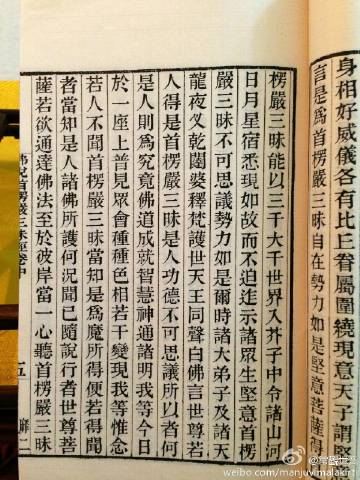 身相好威儀各有比丘眷屬圍繞現意天子謂堅
言是為首楞嚴三昧自在勢力如是堅意菩薩得
楞嚴三昧能以三千大千世界入芥子中令諸山河
日月星宿悉現如故而不迫迮示諸眾生堅意首楞
嚴三昧不可思議勢力如是爾時諸大弟子及諸天
龍夜叉乾闥婆釋梵護世天王同聲白佛言世尊若
人得是首楞嚴三昧是人功德不可思議所以者何
是人則為究竟佛道成就智慧神通諸明我等今日
於一座上普見眾會種種色相若干變現我等惟念
若人不聞首楞嚴三昧當知是為魔所得便若得聞
者當知是人諸佛所護何況聞已隨說行者世尊菩
薩若欲通達佛法至於彼岸當一心聽首楞嚴三昧
佛說首楞嚴三昧經卷中
五
weibo.com/manjuvimalakirti